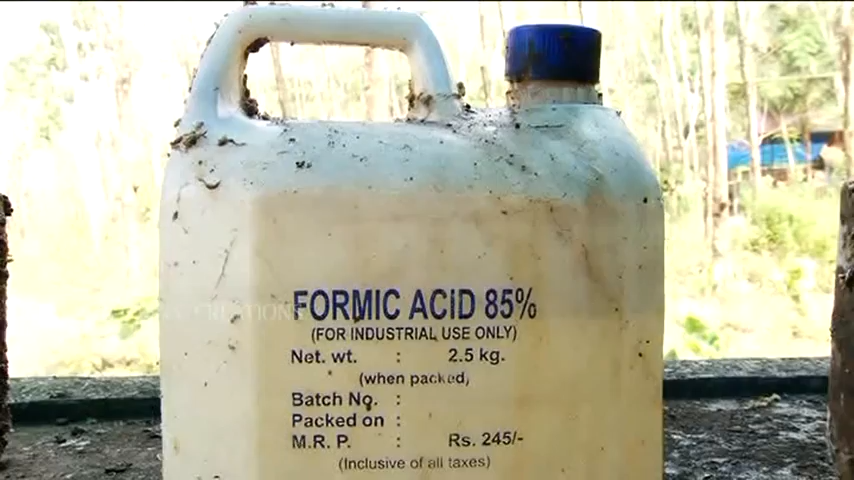 CREATIONS
FORMIC ACID 85%
(FOR INDUSTRIAL USE ONLY)
Net. wt. : 2.5 kg.
(when packed)
Batch No. :
Packed on :
M.R. P. : Rs. 245/-
(Inclusive of all taxes)